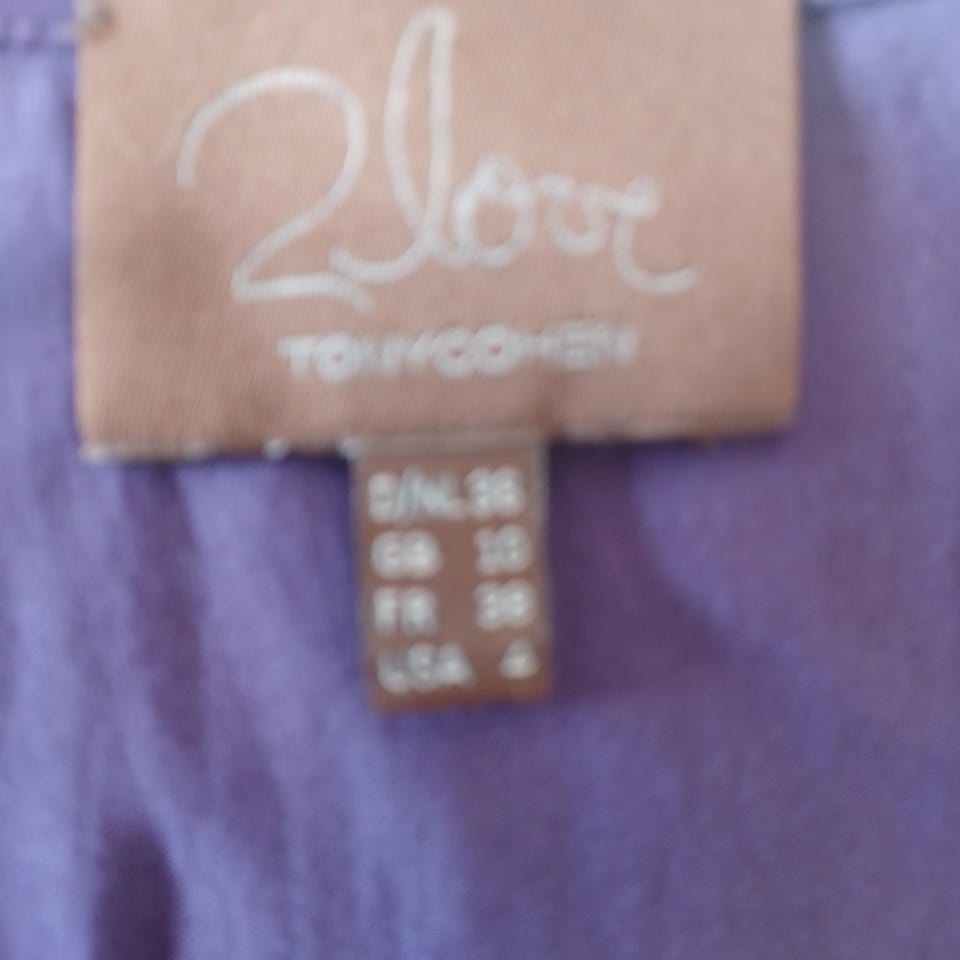 2love
TONYCOHEN
D/NL 36
GB 10
FR 38
USA 4